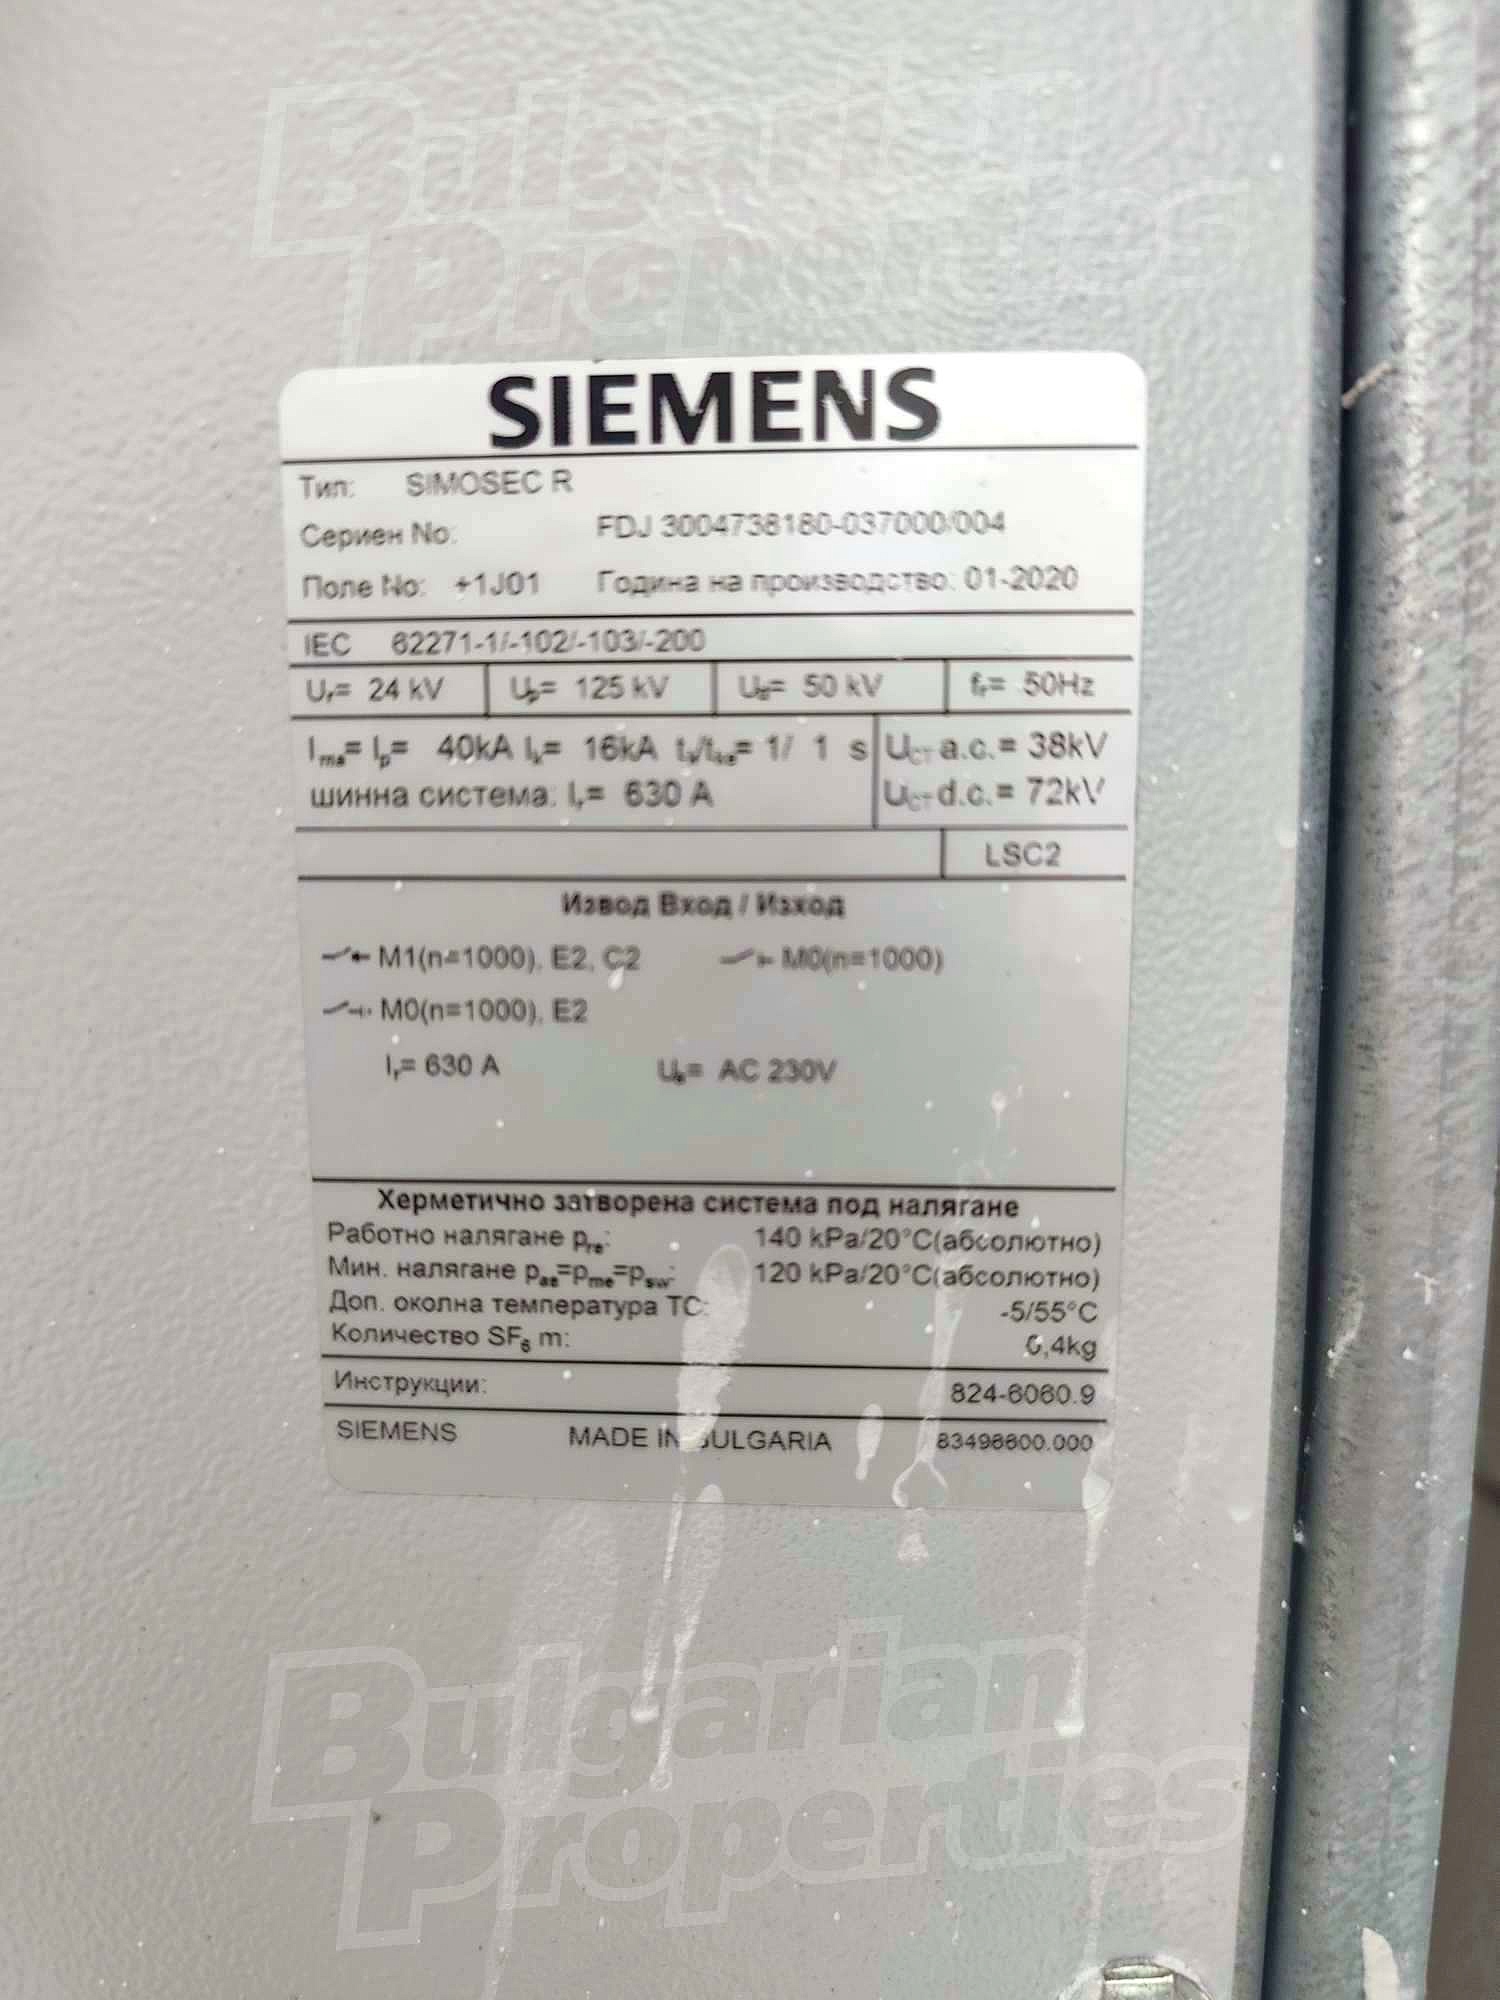 Bulgarian
Properties
SIEMENS
Тип: SIMOSEC R
Сериен No: FDJ 3004738180-037000/004
Поле No: +1J01 Година на производство: 01-2020
IEC 62271-1/-102/-103/-200
Ur= 24 kV Up= 125 kV Ud= 50 kV fr= 50Hz
Ima= Ip= 40kA Ik= 16kA tk/tke= 1/ 1 s UCT a.c.= 38kV
шинна система: Ir= 630 A UCT d.c.= 72kV
LSC2
Извод Вход / Изход
M1(n=1000), E2, C2 M0(n=1000)
M0(n=1000), E2
Ir= 630 A Ua= AC 230V
Херметично затворена система под налягане
Работно налягане pre: 140 kPa/20°C(абсолютно)
Мин. налягане pae=pme=psw: 120 kPa/20°C(абсолютно)
Доп. околна температура TC: -5/55°C
Количество SF6 m: 0,4kg
Инструкции: 824-6060.9
SIEMENS MADE IN BULGARIA 83498600.000
Bulgarian
Properties